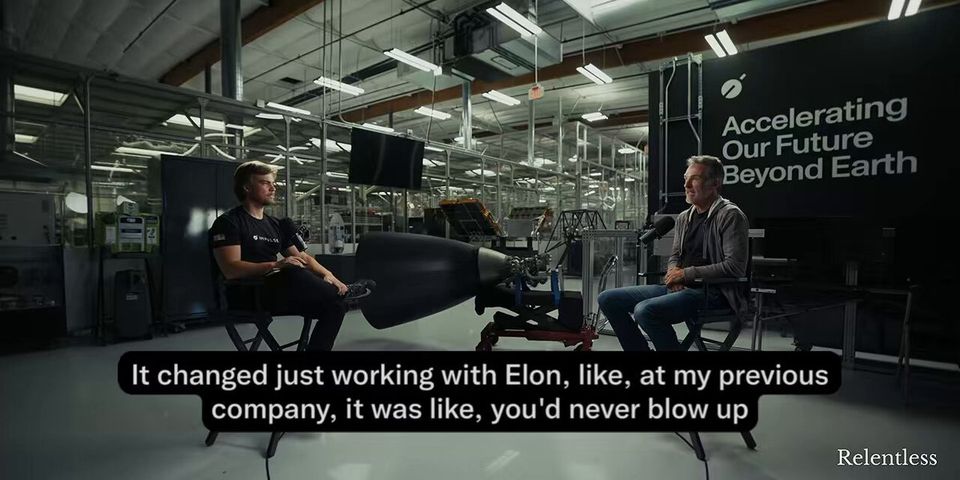 Accelerating
Our Future
Beyond Earth
IMPULSE
It changed just working with Elon, like, at my previous
company, it was like, you'd never blow up
Relentless